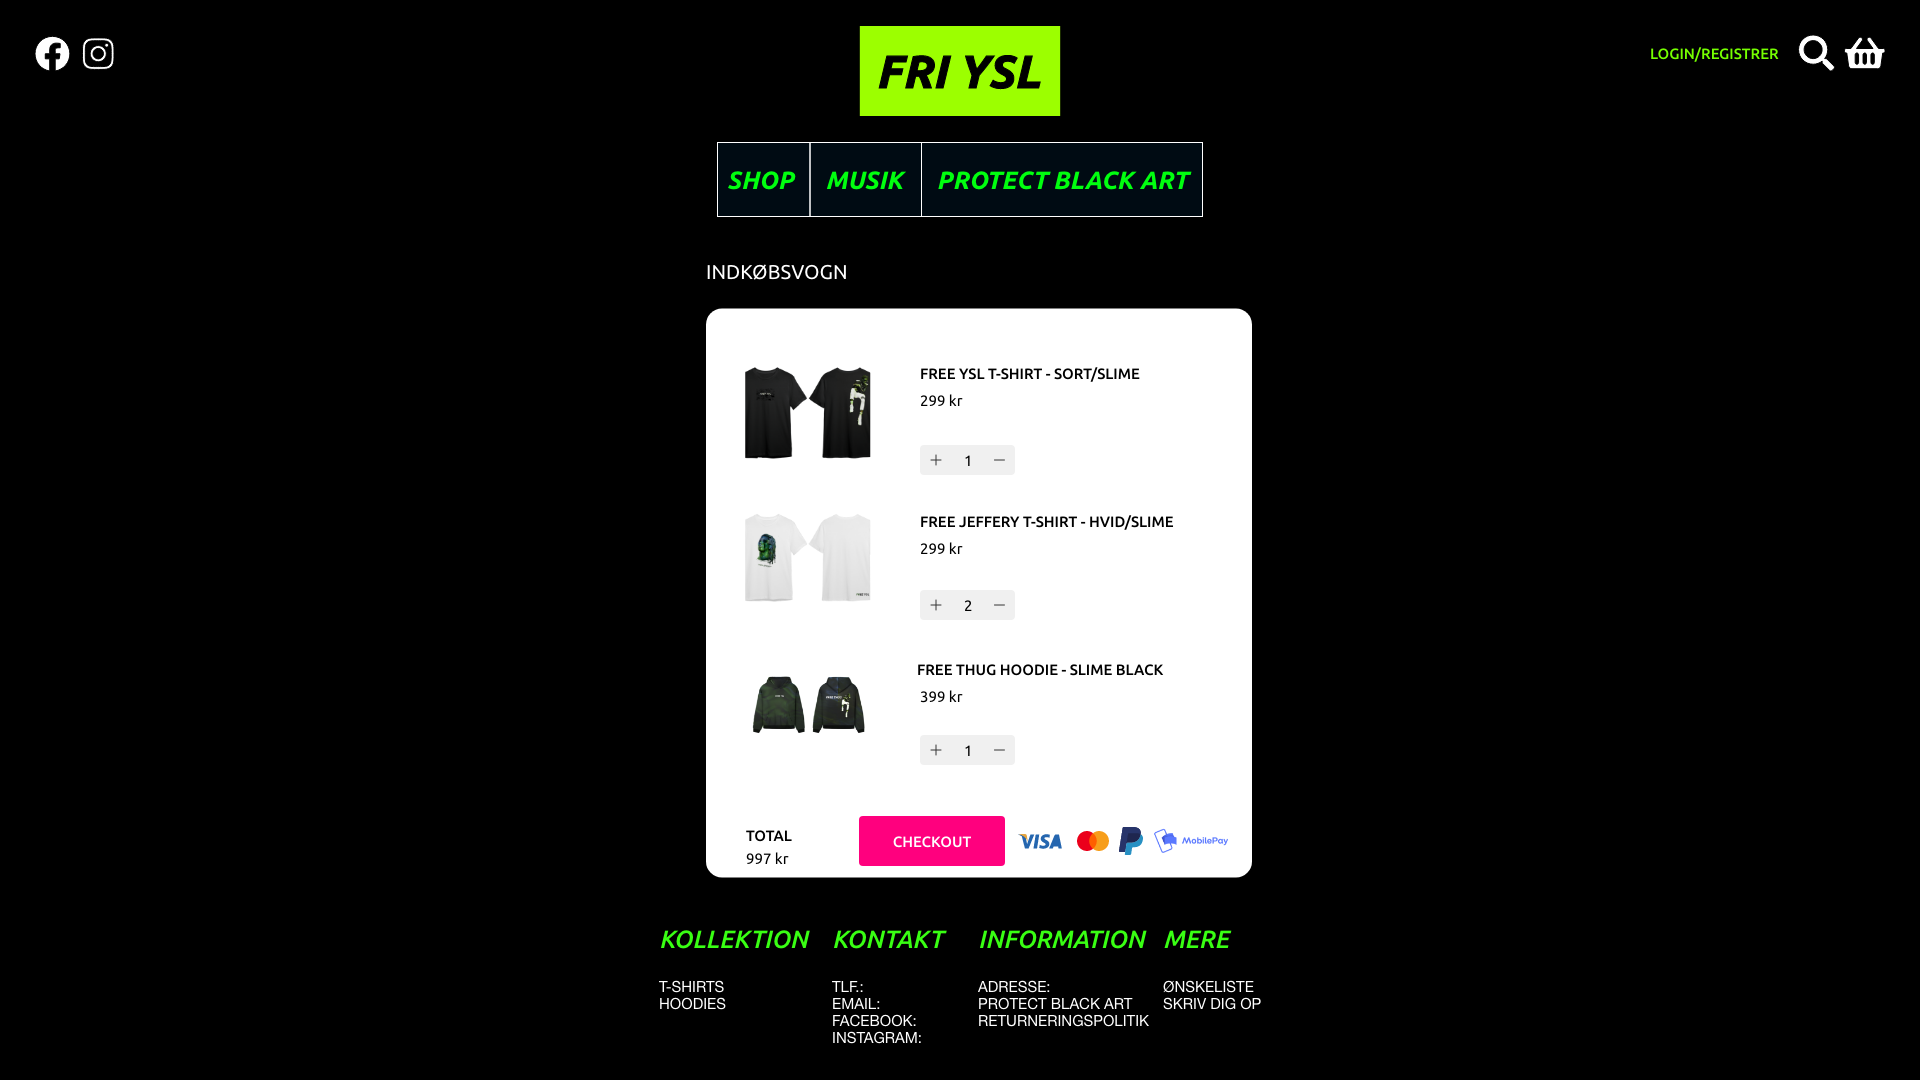 FRI YSL
LOGIN/REGISTRER
SHOP
MUSIK
PROTECT BLACK ART
INDKØBSVOGN
FREE YSL T-SHIRT - SORT/SLIME
299 kr
+ 1 −
FREE JEFFERY T-SHIRT - HVID/SLIME
299 kr
+ 2 −
FREE THUG HOODIE - SLIME BLACK
399 kr
+ 1 −
TOTAL
997 kr
CHECKOUT
VISA
MobilePay
KOLLEKTION
T-SHIRTS
HOODIES
KONTAKT
TLF.:
EMAIL:
FACEBOOK:
INSTAGRAM:
INFORMATION
ADRESSE:
PROTECT BLACK ART
RETURNERINGSPOLITIK
MERE
ØNSKELISTE
SKRIV DIG OP